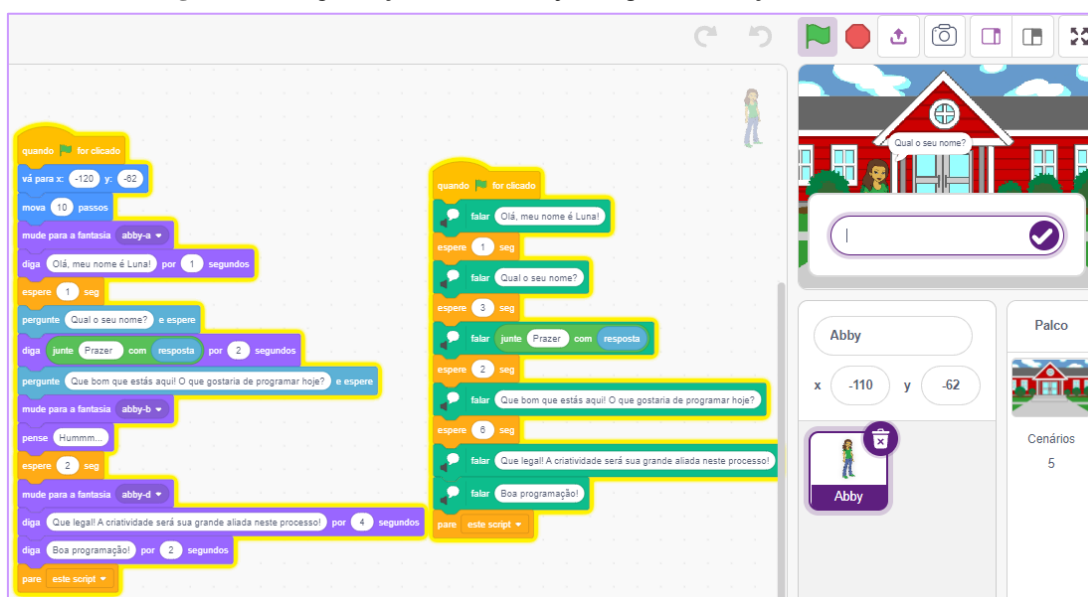 quando for clicado
vá para x: -120 y: -62
mova 10 passos
mude para a fantasia abby-a
diga Olá, meu nome é Luna! por 1 segundos
espere 1 seg
pergunte Qual o seu nome? e espere
diga junte Prazer com resposta por 2 segundos
pergunte Que bom que estás aqui! O que gostaria de programar hoje? e espere
mude para a fantasia abby-b
pense Hummm...
espere 2 seg
mude para a fantasia abby-d
diga Que legal! A criatividade será sua grande aliada neste processo! por 4 segundos
diga Boa programação! por 2 segundos
pare este script
quando for clicado
falar Olá, meu nome é Luna!
espere 1 seg
falar Qual o seu nome?
espere 3 seg
falar junte Prazer com resposta
espere 2 seg
falar Que bom que estás aqui! O que gostaria de programar hoje?
espere 6 seg
falar Que legal! A criatividade será sua grande aliada neste processo!
falar Boa programação!
pare este script
Qual o seu nome?
Abby
x -110 y -62
Abby
Palco
Cenários
5